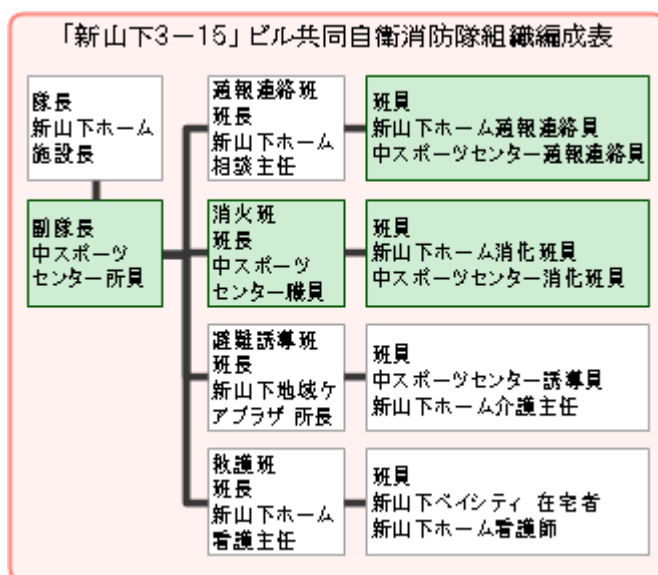 「新山下3－15」ビル共同自衛消防隊組織編成表
隊長
新山下ホーム
施設長
副隊長
中スポーツ
センター所員
通報連絡班
班長
新山下ホーム
相談主任
班員
新山下ホーム通報連絡員
中スポーツセンター通報連絡員
消火班
班長
中スポーツ
センター職員
班員
新山下ホーム消化班員
中スポーツセンター消化班員
避難誘導班
班長
新山下地域ケ
アプラザ 所長
班員
中スポーツセンター誘導員
新山下ホーム介護主任
救護班
班長
新山下ホーム
看護主任
班員
新山下ベイシティ 在宅者
新山下ホーム看護師